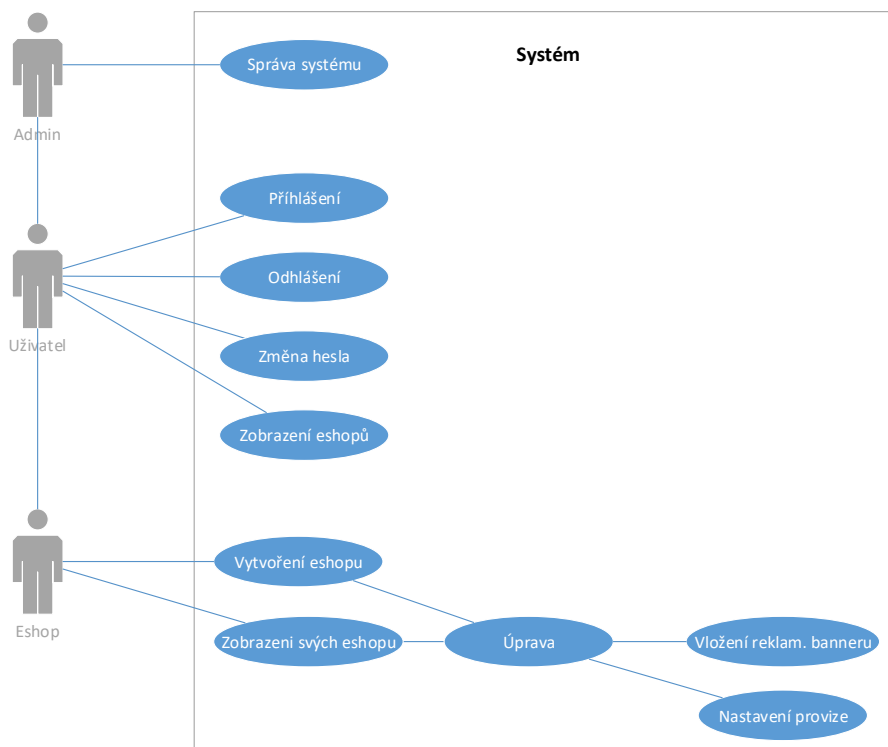 Systém
Správa systému
Admin
Příhlášení
Odhlášení
Uživatel
Změna hesla
Zobrazení eshopů
Vytvoření eshopu
Eshop
Zobrazeni svých eshopu
Úprava
Vložení reklam. banneru
Nastavení provize